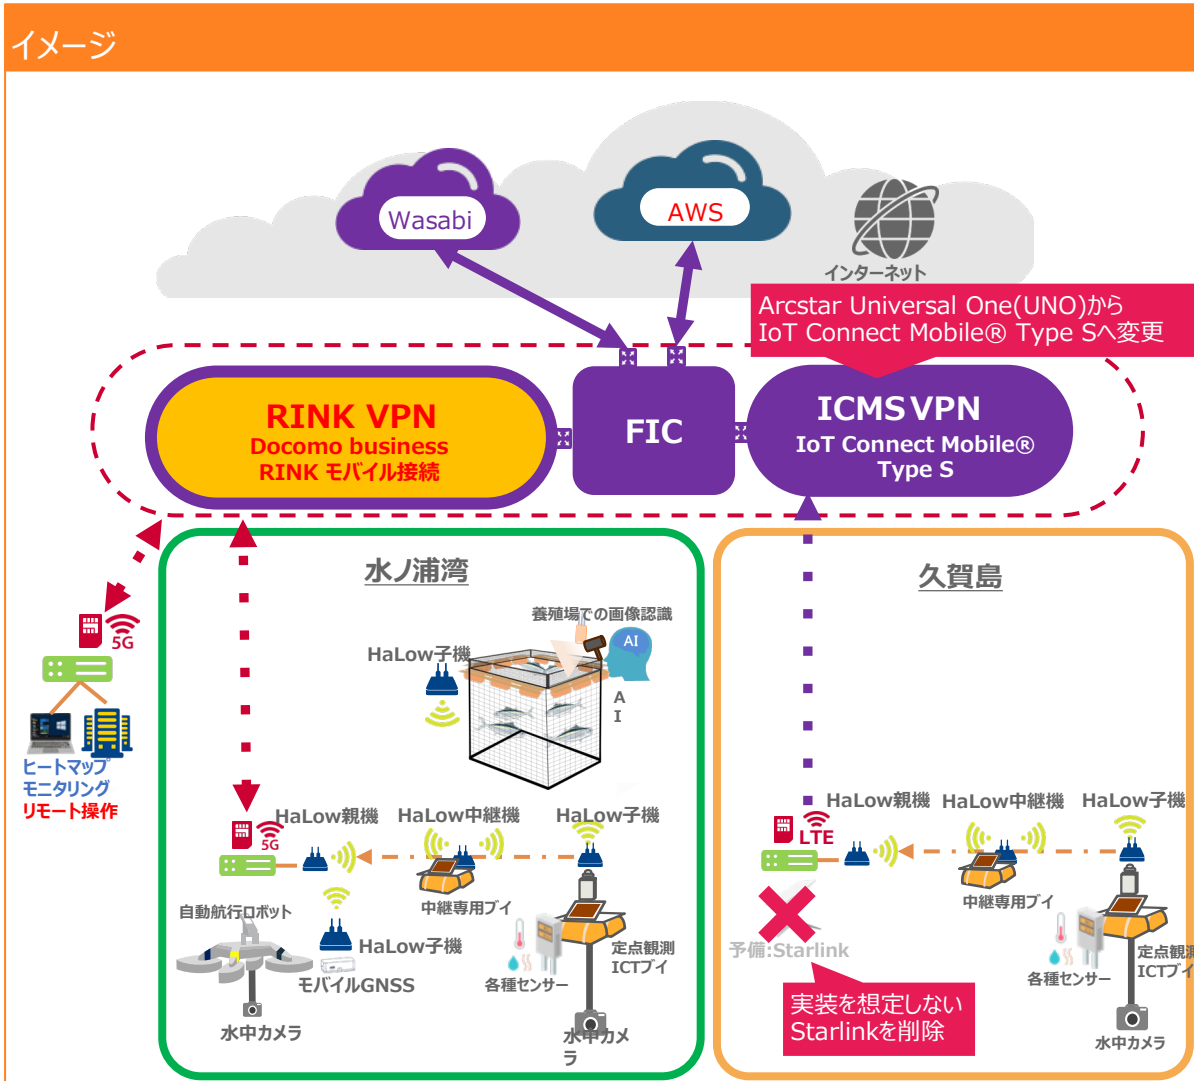 イメージ
Wasabi
AWS
インターネット
Arcstar Universal One(UNO)から
IoT Connect Mobile® Type Sへ変更
RINK VPN
Docomo business
RINK モバイル接続
FIC
ICMS VPN
IoT Connect Mobile®
Type S
水ノ浦湾
久賀島
養殖場での画像認識
AI
HaLow子機
A
I
5G
ヒートマップ
モニタリング
リモート操作
HaLow親機
HaLow中継機
HaLow子機
5G
中継専用ブイ
自動航行ロボット
HaLow子機
モバイルGNSS
水中カメラ
各種センサー
定点観測
ICTブイ
水中カメ
ラ
HaLow親機
HaLow中継機
HaLow子機
LTE
中継専用ブイ
予備:Starlink
実装を想定しない
Starlinkを削除
各種センサー
定点観測
ICTブイ
水中カメラ